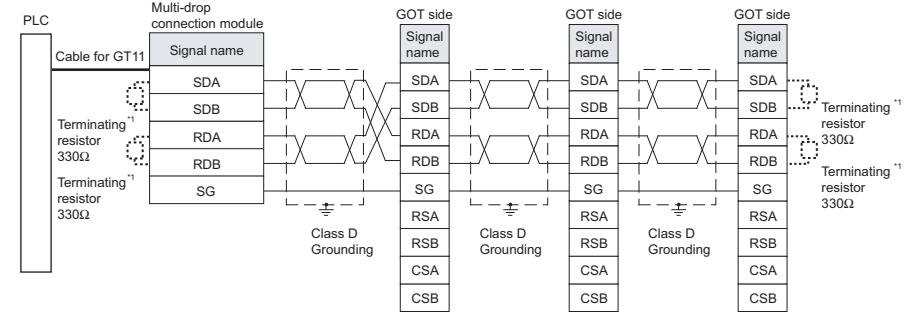 PLC
Multi-drop
connection module
Cable for GT11
Signal name
SDA
SDB
RDA
RDB
SG
Terminating *1
resistor
330Ω
Terminating *1
resistor
330Ω
Class D
Grounding
GOT side
Signal
name
SDA
SDB
RDA
RDB
SG
RSA
RSB
CSA
CSB
Class D
Grounding
GOT side
Signal
name
SDA
SDB
RDA
RDB
SG
RSA
RSB
CSA
CSB
Class D
Grounding
GOT side
Signal
name
SDA
SDB
RDA
RDB
SG
RSA
RSB
CSA
CSB
Terminating *1
resistor
330Ω
Terminating *1
resistor
330Ω